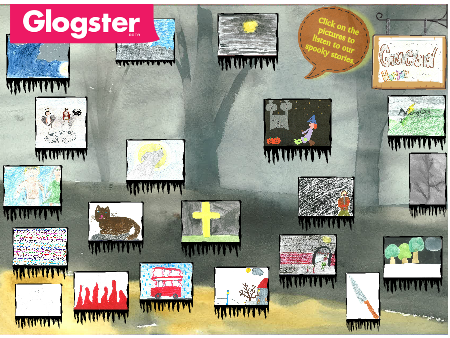 Glogster
Click on the
pictures to
listen to our
spooky stories.